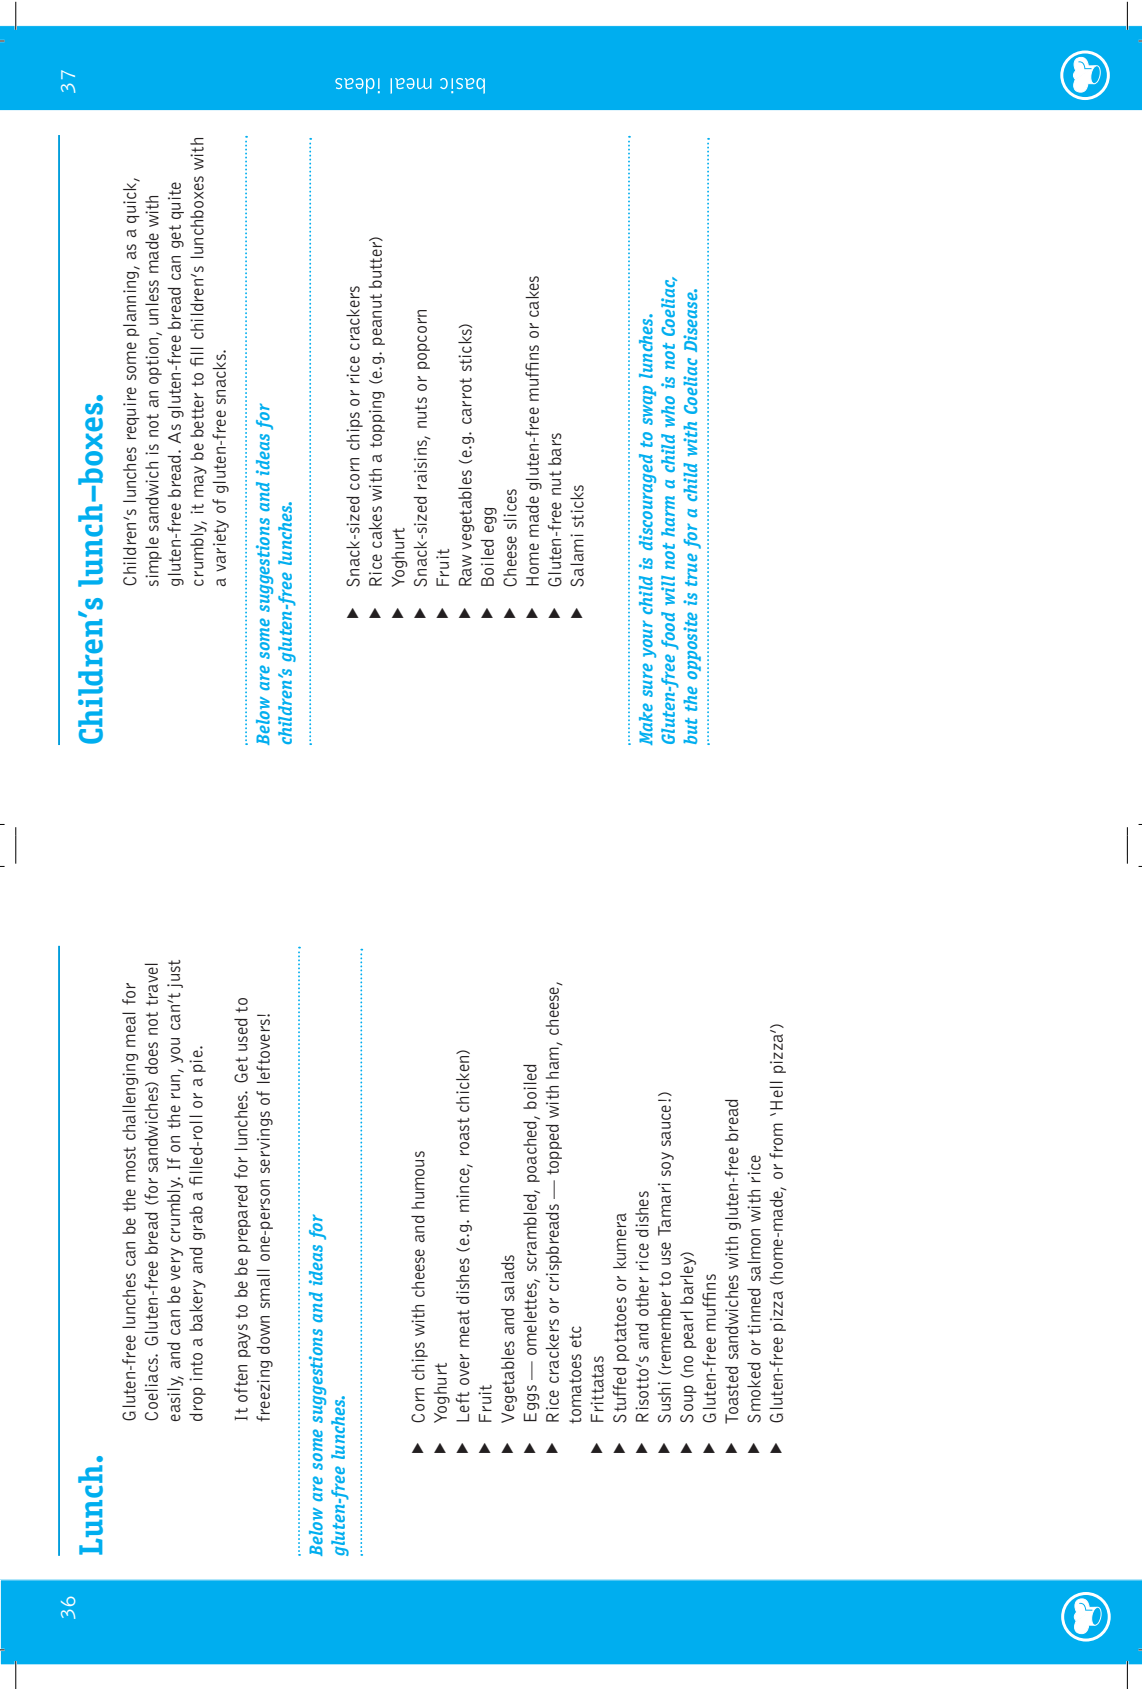 36
Lunch.
Gluten-free lunches can be the most challenging meal for
Coeliacs. Gluten-free bread (for sandwiches) does not travel
easily, and can be very crumbly. If on the run, you can't just
drop into a bakery and grab a filled-roll or a pie.
It often pays to be be prepared for lunches. Get used to
freezing down small one-person servings of leftovers!
Below are some suggestions and ideas for
gluten-free lunches.
▲ Corn chips with cheese and humous
▲ Yoghurt
▲ Left over meat dishes (e.g. mince, roast chicken)
▲ Fruit
▲ Vegetables and salads
▲ Eggs — omelettes, scrambled, poached, boiled
▲ Rice crackers or crispbreads — topped with ham, cheese,
tomatoes etc
▲ Frittatas
▲ Stuffed potatoes or kumera
▲ Risotto's and other rice dishes
▲ Sushi (remember to use Tamari soy sauce!)
▲ Soup (no pearl barley)
▲ Gluten-free muffins
▲ Toasted sandwiches with gluten-free bread
▲ Smoked or tinned salmon with rice
▲ Gluten-free pizza (home-made, or from ‘Hell pizza’)
37
basic meal ideas
Children's lunch–boxes.
Children's lunches require some planning, as a quick,
simple sandwich is not an option, unless made with
gluten-free bread. As gluten-free bread can get quite
crumbly, it may be better to fill children's lunchboxes with
a variety of gluten-free snacks.
Below are some suggestions and ideas for
children's gluten-free lunches.
▲ Snack-sized corn chips or rice crackers
▲ Rice cakes with a topping (e.g. peanut butter)
▲ Yoghurt
▲ Snack-sized raisins, nuts or popcorn
▲ Fruit
▲ Raw vegetables (e.g. carrot sticks)
▲ Boiled egg
▲ Cheese slices
▲ Home made gluten-free muffins or cakes
▲ Gluten-free nut bars
▲ Salami sticks
Make sure your child is discouraged to swap lunches.
Gluten-free food will not harm a child who is not Coeliac,
but the opposite is true for a child with Coeliac Disease.